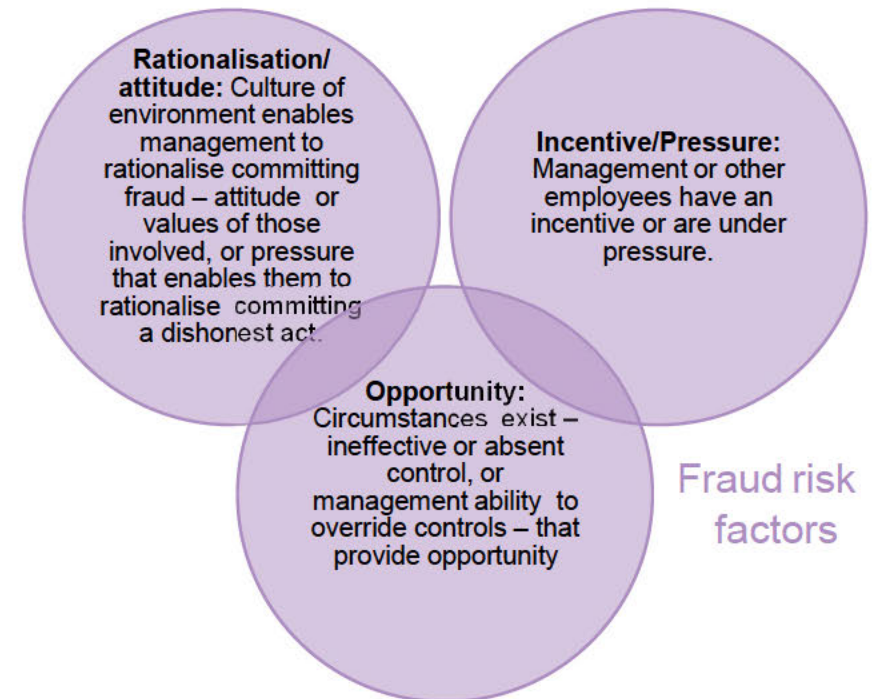 Rationalisation/
attitude: Culture of
environment enables
management to
rationalise committing
fraud – attitude or
values of those
involved, or pressure
that enables them to
rationalise committing
a dishonest act.
Incentive/Pressure:
Management or other
employees have an
incentive or are under
pressure.
Opportunity:
Circumstances exist –
ineffective or absent
control, or
management ability to
override controls – that
provide opportunity
Fraud risk
factors